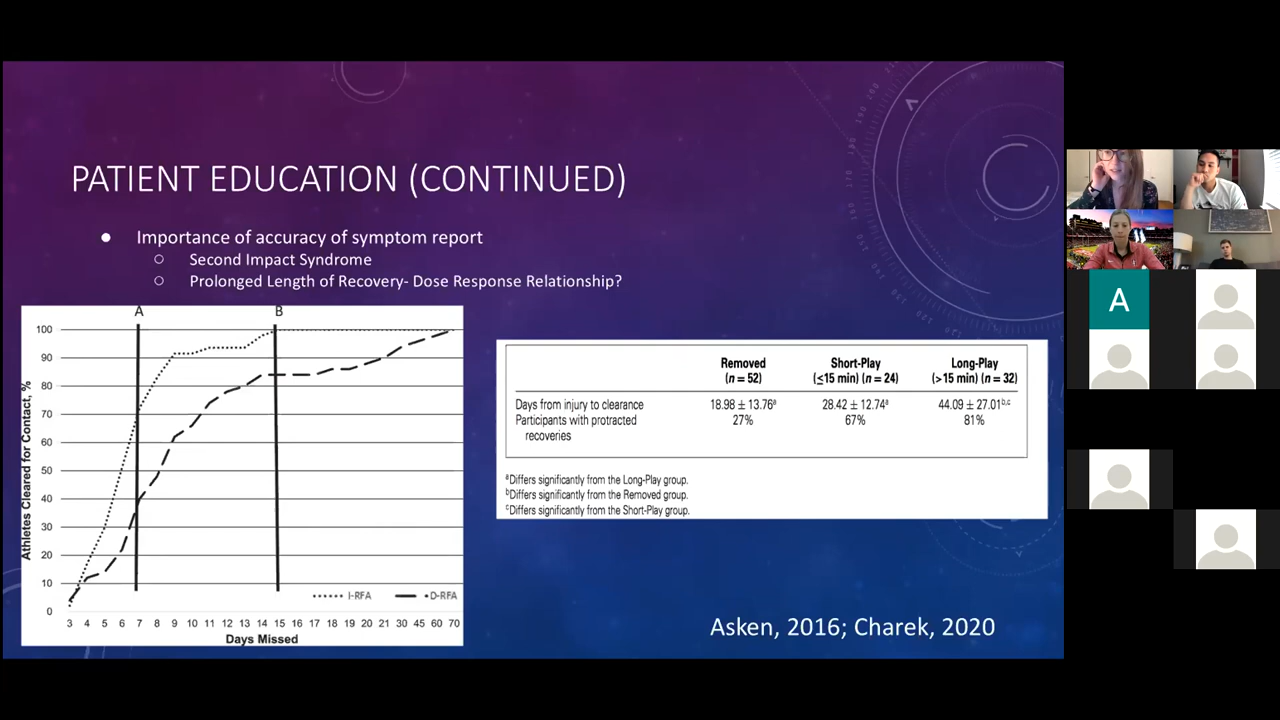 PATIENT EDUCATION (CONTINUED)
● Importance of accuracy of symptom report
○ Second Impact Syndrome
○ Prolonged Length of Recovery- Dose Response Relationship?
A B
Athletes Cleared for Contact, %
100
90
80
70
60
50
40
30
20
10
0
3 4 5 6 7 8 9 10 11 12 13 14 15 16 17 18 19 20 21 30 45 60 70
I-RFA D-RFA
Days Missed
Removed Short-Play Long-Play
(n = 52) (≤15 min) (n = 24) (>15 min) (n = 32)
Days from injury to clearance 18.98 ± 13.76ᵃ 28.42 ± 12.74ᵃ 44.09 ± 27.01ᵇ,ᶜ
Participants with protracted 27% 67% 81%
recoveries
ᵃDiffers significantly from the Long-Play group.
ᵇDiffers significantly from the Removed group.
ᶜDiffers significantly from the Short-Play group.
Asken, 2016; Charek, 2020
A